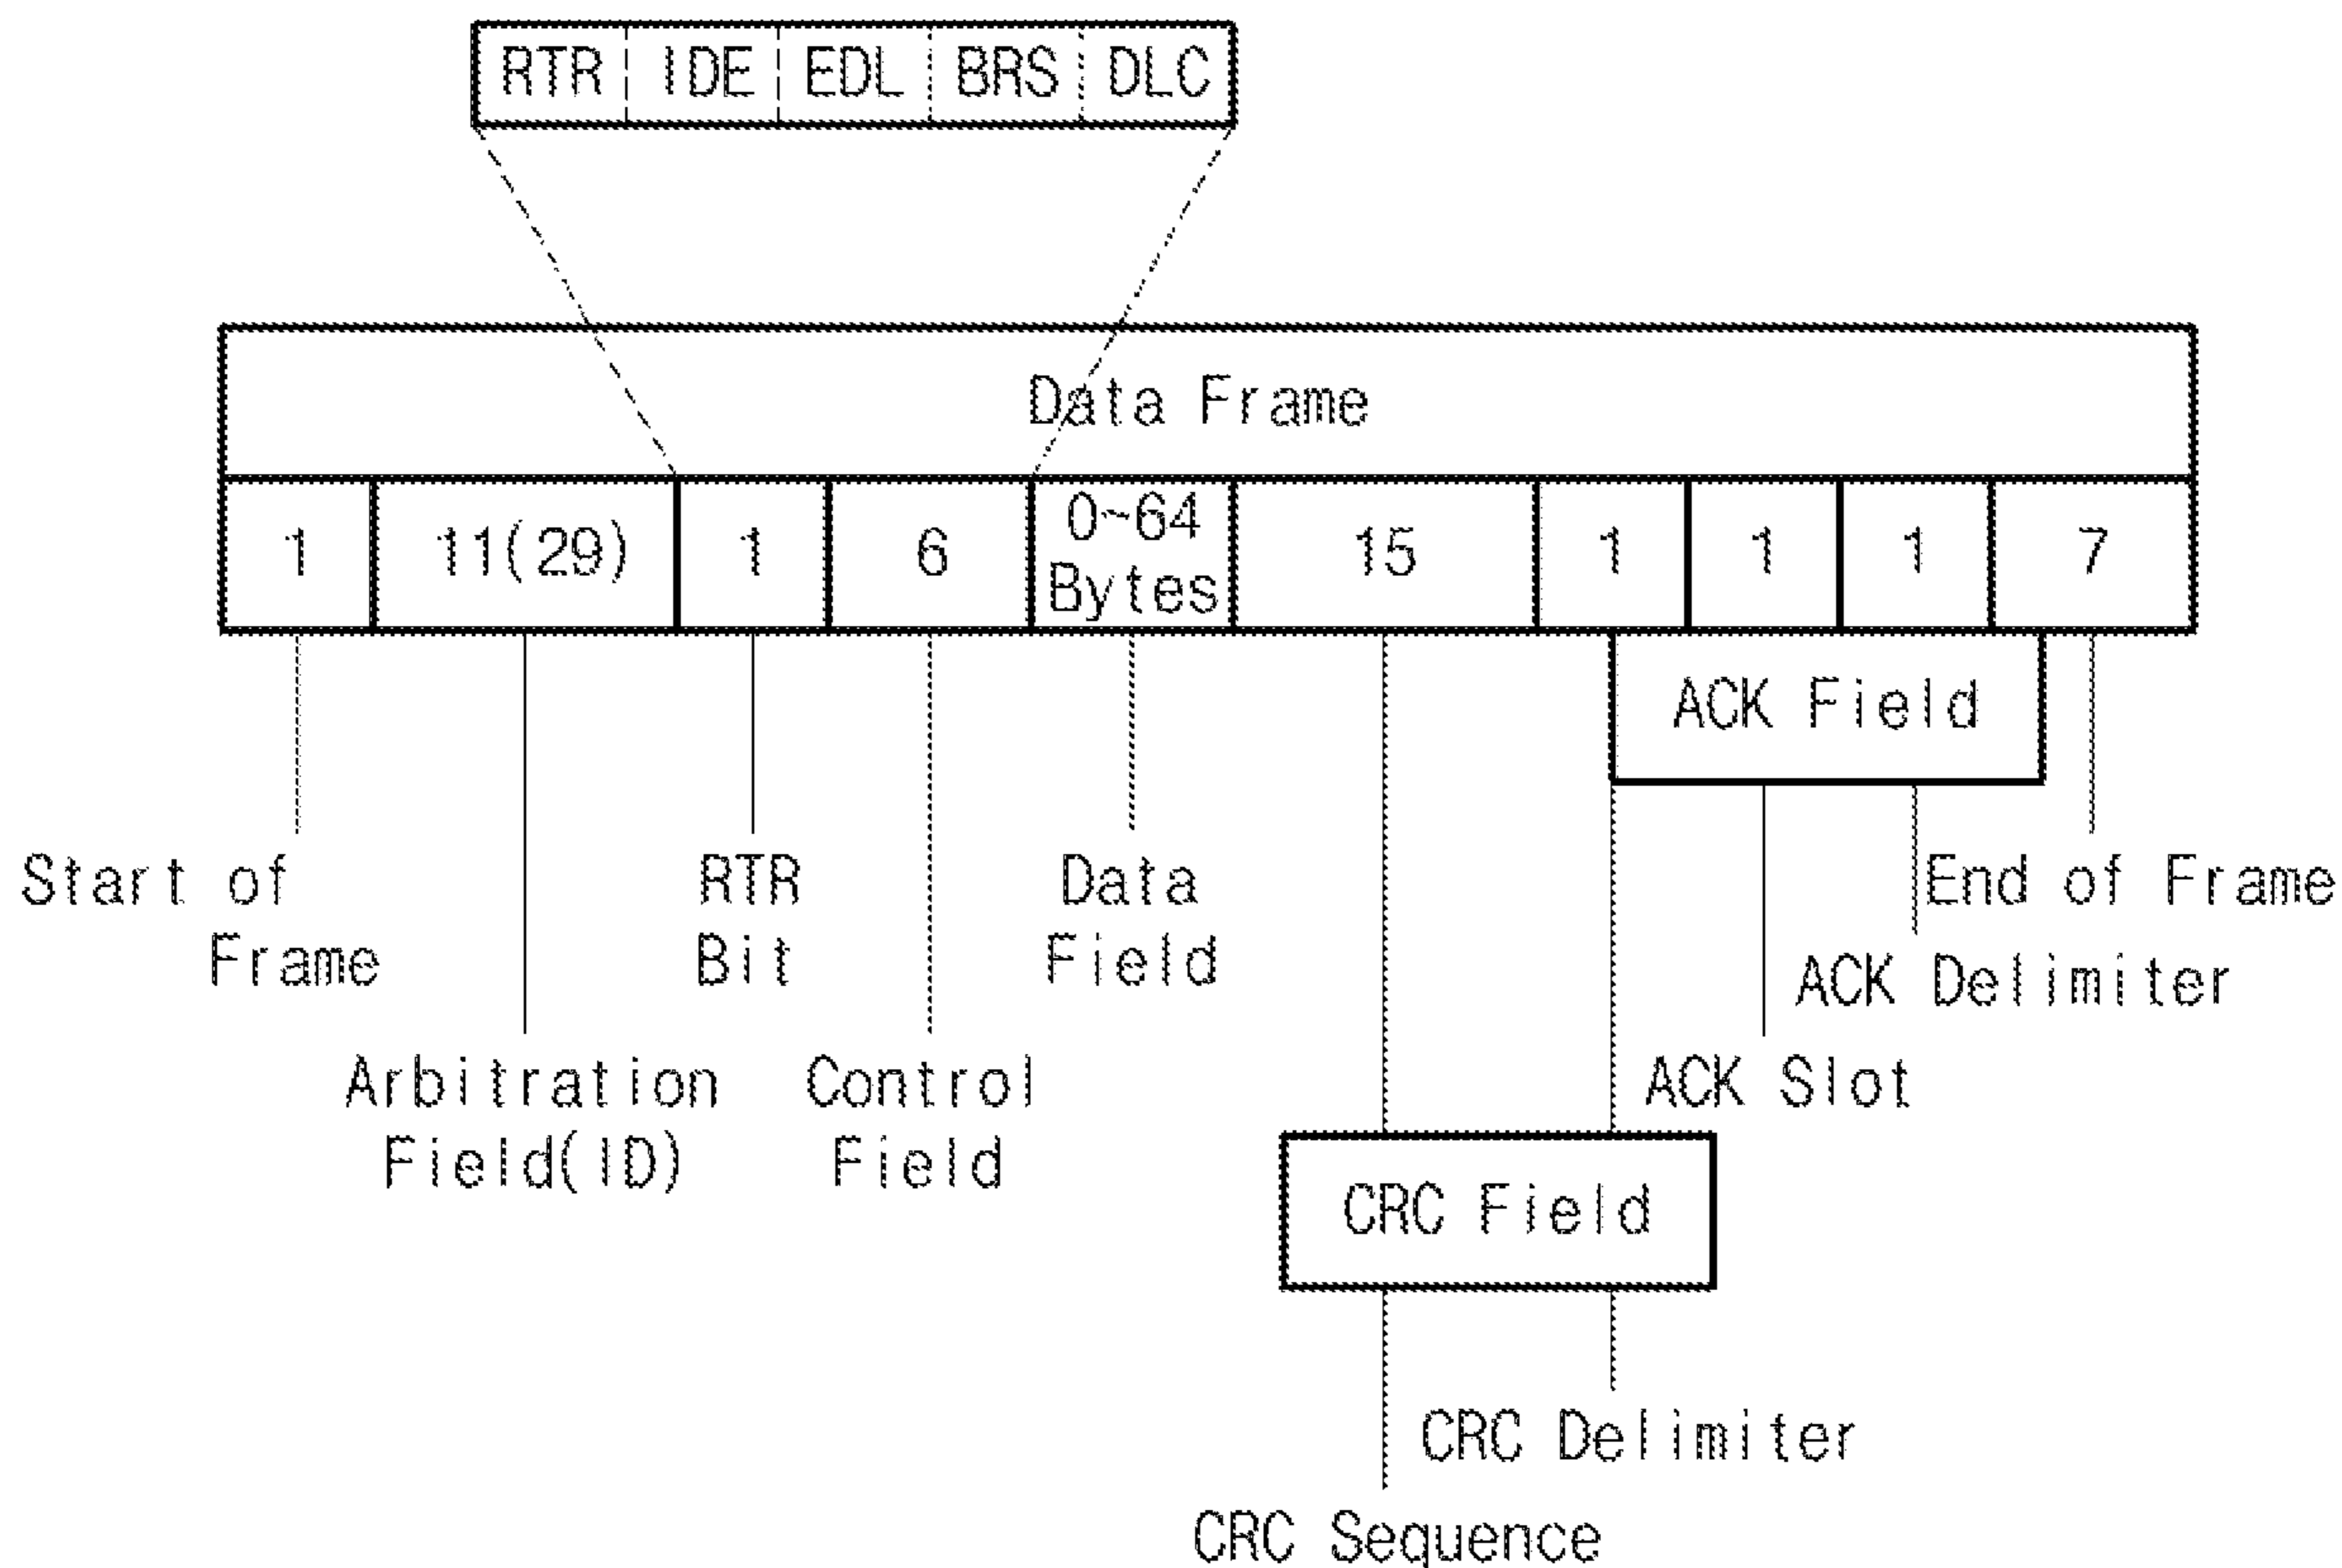 RTR IDE EDL BRS DLC
Data Frame
1 11(29) 1 6 0~64 Bytes 15 1 1 1 7
ACK Field
Start of Frame
RTR Bit
Data Field
End of Frame
ACK Delimiter
Arbitration Field(ID)
Control Field
ACK Slot
CRC Field
CRC Delimiter
CRC Sequence